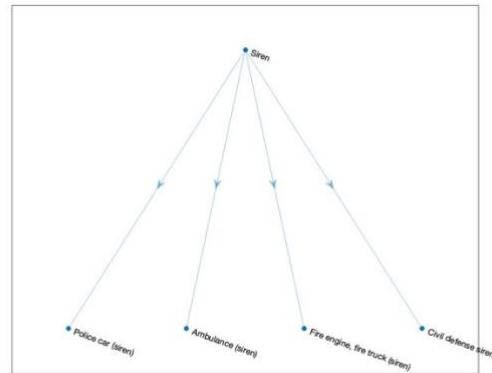 Siren
Police car (siren)
Ambulance (siren)
Fire engine, fire truck (siren)
Civil defense siren